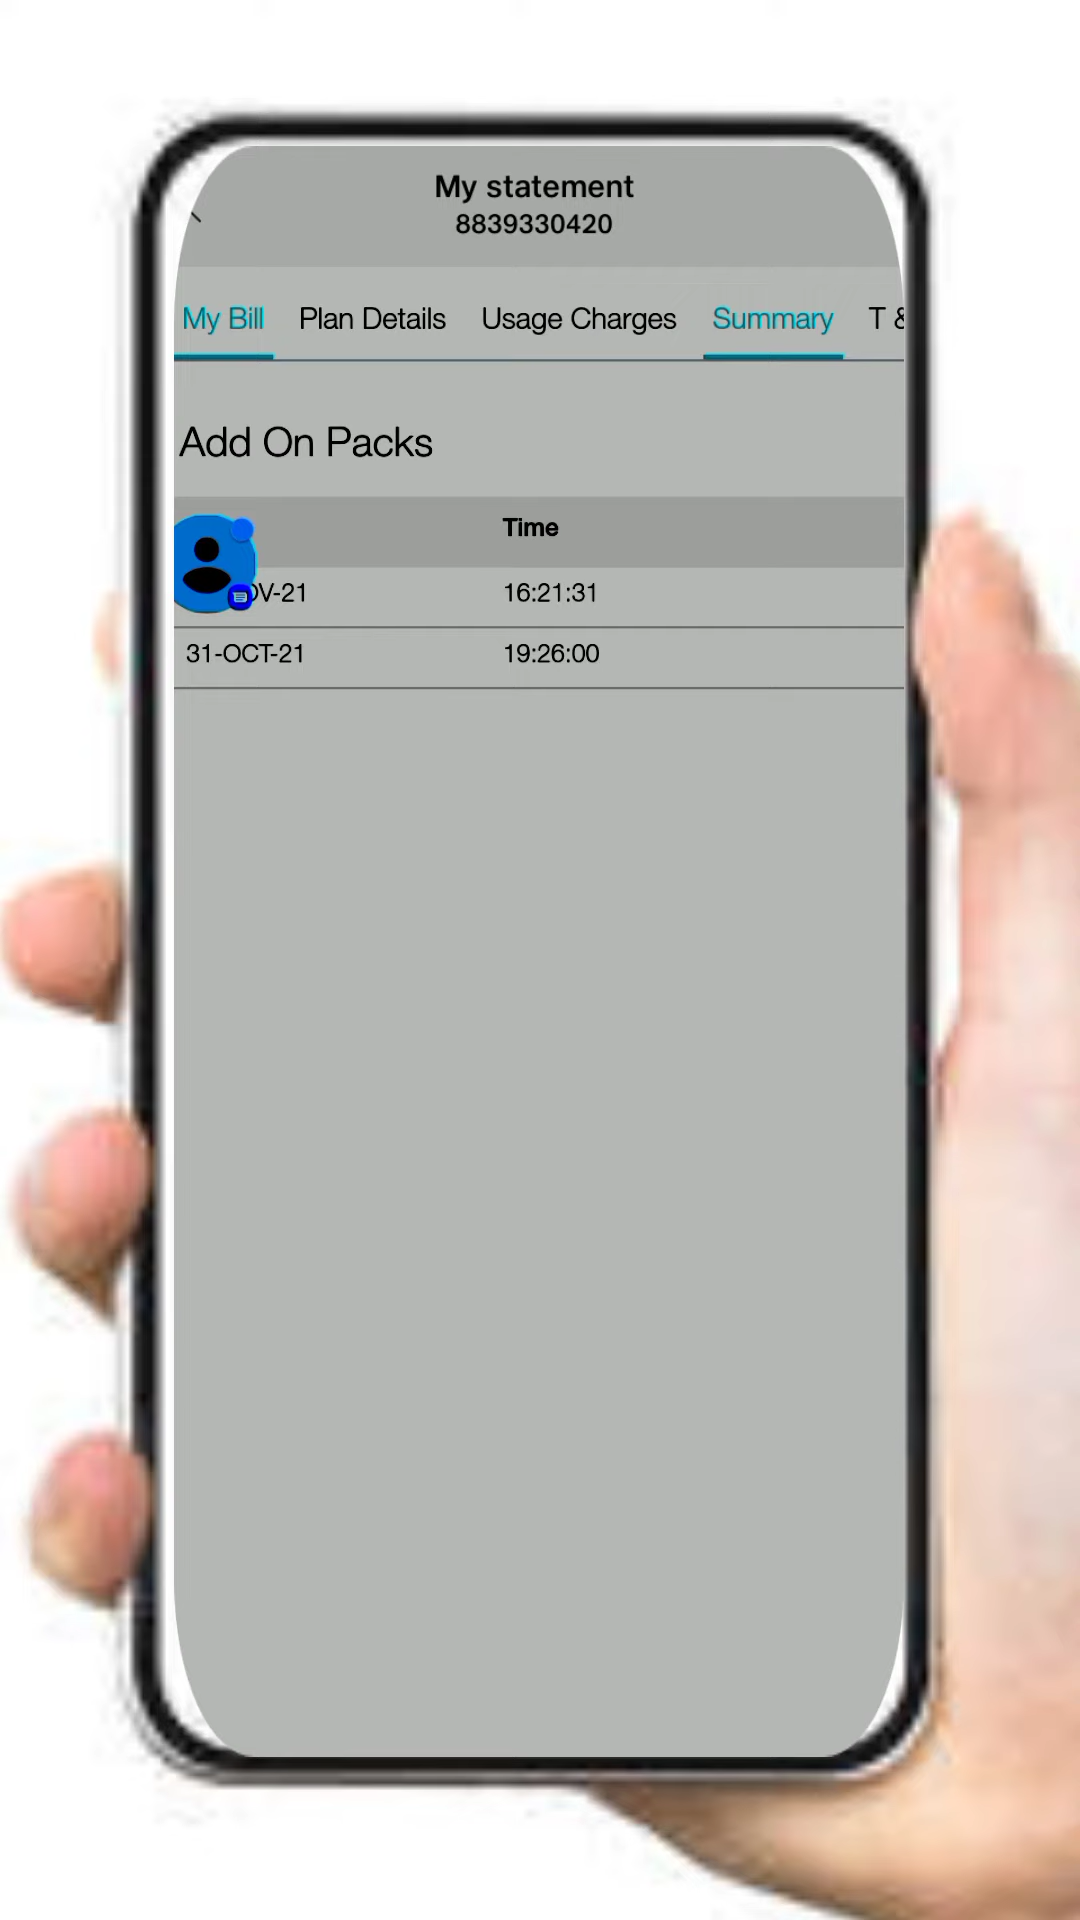 My statement
8839330420
My Bill Plan Details Usage Charges Summary T &
Add On Packs
Time
OV-21 16:21:31
31-OCT-21 19:26:00